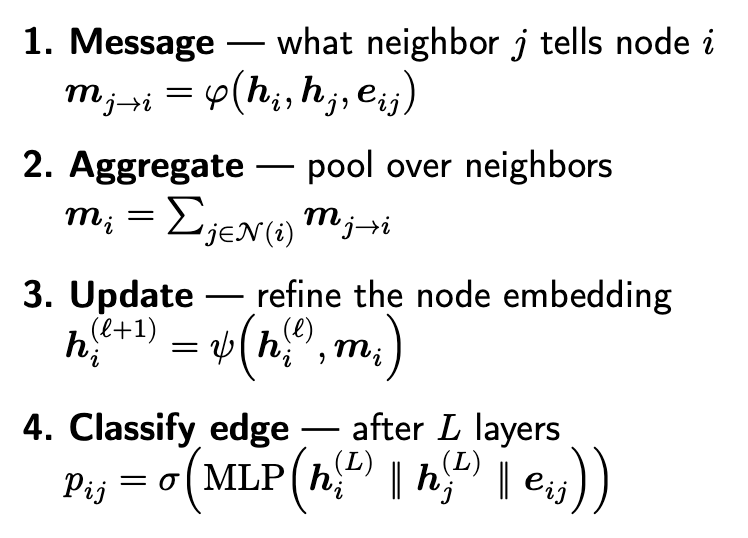 1. Message — what neighbor j tells node i
m_{j→i} = φ(h_i, h_j, e_{ij})
2. Aggregate — pool over neighbors
m_i = ∑_{j∈𝒩(i)} m_{j→i}
3. Update — refine the node embedding
h_i^{(ℓ+1)} = ψ(h_i^{(ℓ)}, m_i)
4. Classify edge — after L layers
p_{ij} = σ(MLP(h_i^{(L)} ∥ h_j^{(L)} ∥ e_{ij}))